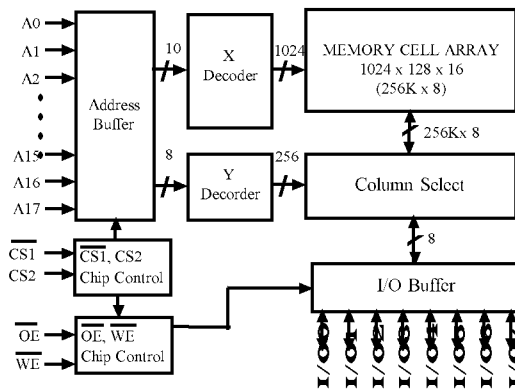 A0
A1
A2
A15
A16
A17
Address
Buffer
10
X
Decoder
1024
MEMORY CELL ARRAY
1024 x 128 x 16
(256K x 8)
256Kx 8
8
Y
Decorder
256
Column Select
8
CS1
CS2
CS1, CS2
Chip Control
I/O Buffer
OE
WE
OE, WE
Chip Control